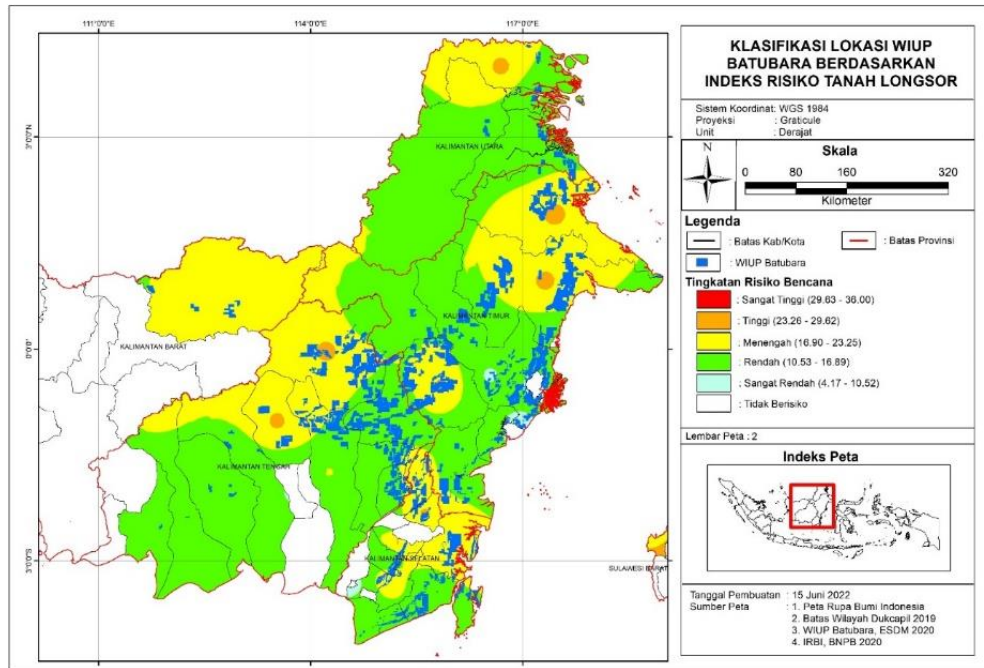 111°0'0"E
114°0'0"E
117°0'0"E
3°0'0"N
0°0'0"
3°0'0"S
KALIMANTAN UTARA
KALIMANTAN TIMUR
KALIMANTAN BARAT
KALIMANTAN TENGAH
KALIMANTAN SELATAN
SULAWESI BARAT
KLASIFIKASI LOKASI WIUP
BATUBARA BERDASARKAN
INDEKS RISIKO TANAH LONGSOR
Sistem Koordinat: WGS 1984
Proyeksi : Graticule
Unit : Derajat
N
Skala
0 80 160 320
Kilometer
Legenda
: Batas Kab/Kota : Batas Provinsi
: WIUP Batubara
Tingkatan Risiko Bencana
: Sangat Tinggi (29.63 - 36.00)
: Tinggi (23.26 - 29.62)
: Menengah (16.90 - 23.25)
: Rendah (10.53 - 16.89)
: Sangat Rendah (4.17 - 10.52)
: Tidak Berisiko
Lembar Peta : 2
Indeks Peta
Tanggal Pembuatan : 15 Juni 2022
Sumber Peta : 1. Peta Rupa Bumi Indonesia
2. Batas Wilayah Dukcapil 2019
3. WIUP Batubara, ESDM 2020
4. IRBI, BNPB 2020